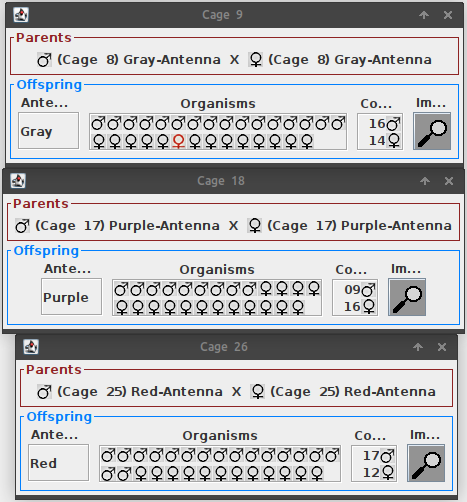 Cage 9
Parents
♂ (Cage 8) Gray-Antenna X ♀ (Cage 8) Gray-Antenna
Offspring
Ante... Organisms Co... Im...
Gray
16♂
14♀
Cage 18
Parents
♂ (Cage 17) Purple-Antenna X ♀ (Cage 17) Purple-Antenna
Offspring
Ante... Organisms Co... Im...
Purple
09♂
16♀
Cage 26
Parents
♂ (Cage 25) Red-Antenna X ♀ (Cage 25) Red-Antenna
Offspring
Ante... Organisms Co... Im...
Red
17♂
12♀